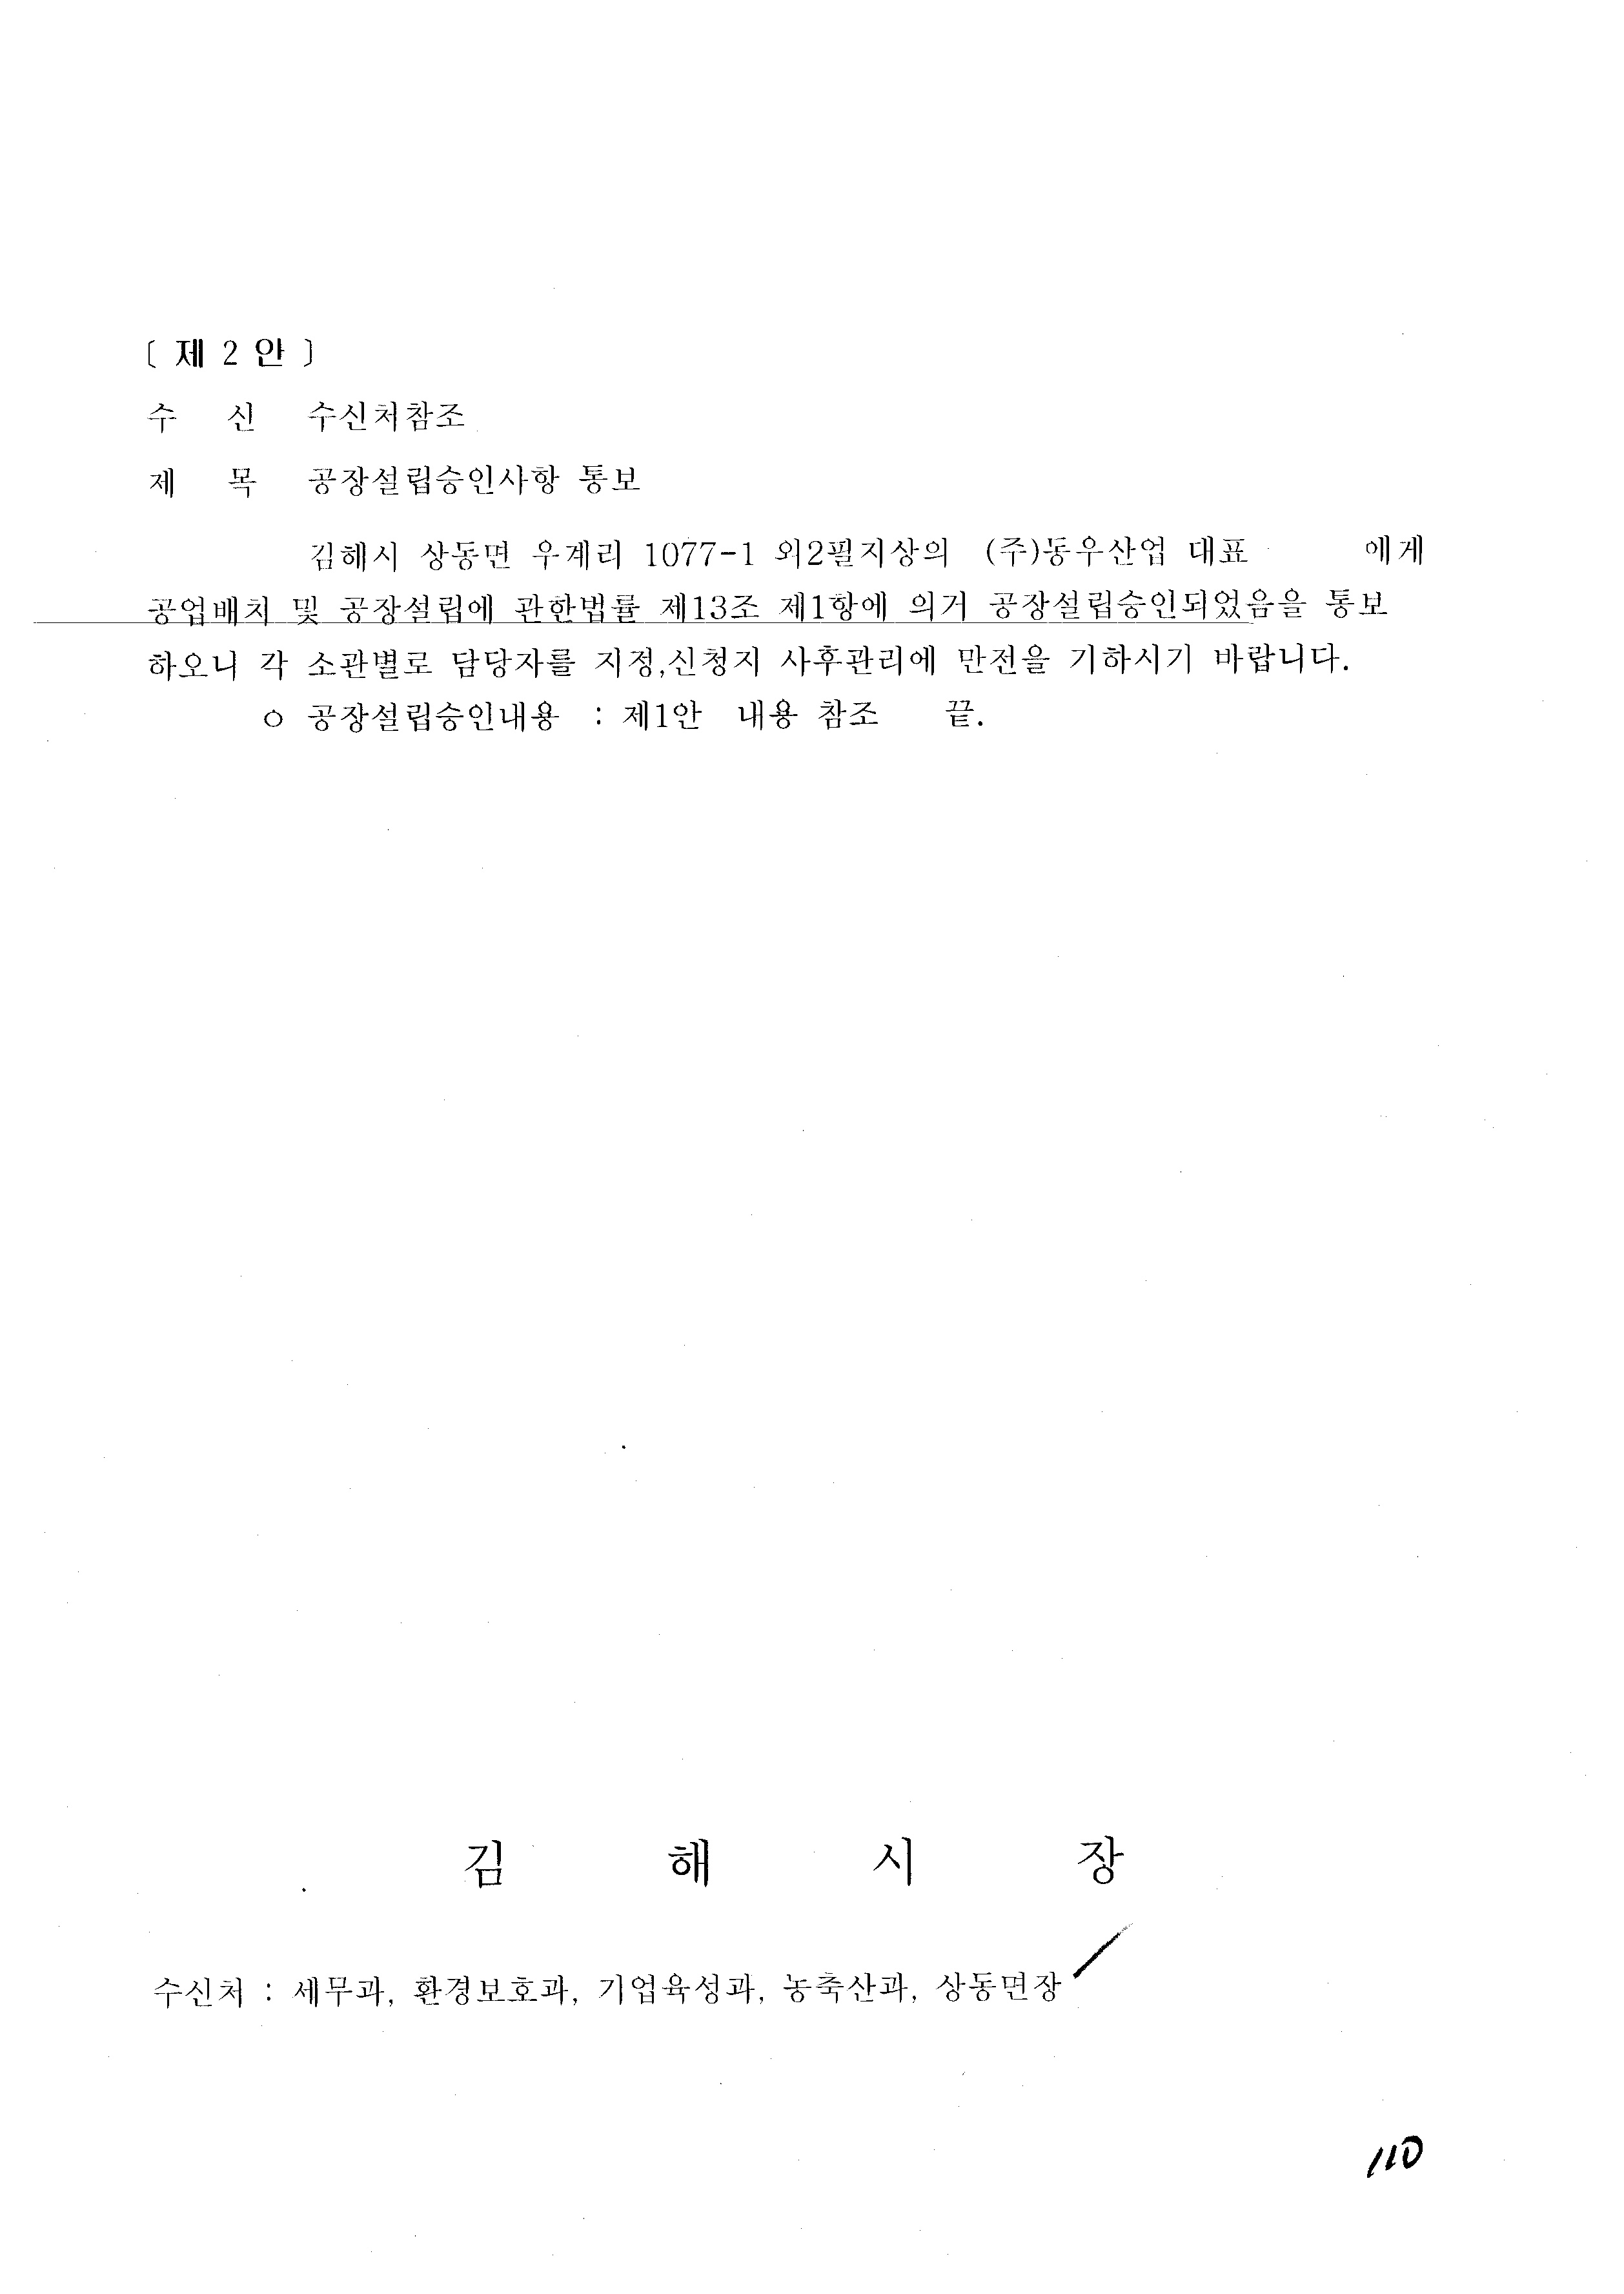 〔 제 2 안 〕
수 신 수신처참조
제 목 공장설립승인사항 통보
김해시 상동면 우계리 1077-1 외2필지상의 (주)동우산업 대표 에게
공업배치 및 공장설립에 관한법률 제13조 제1항에 의거 공장설립승인되었음을 통보
하오니 각 소관별로 담당자를 지정,신청지 사후관리에 만전을 기하시기 바랍니다.
ㅇ 공장설립승인내용 : 제1안 내용 참조 끝.
김 해 시 장
수신처 : 세무과, 환경보호과, 기업육성과, 농축산과, 상동면장
110